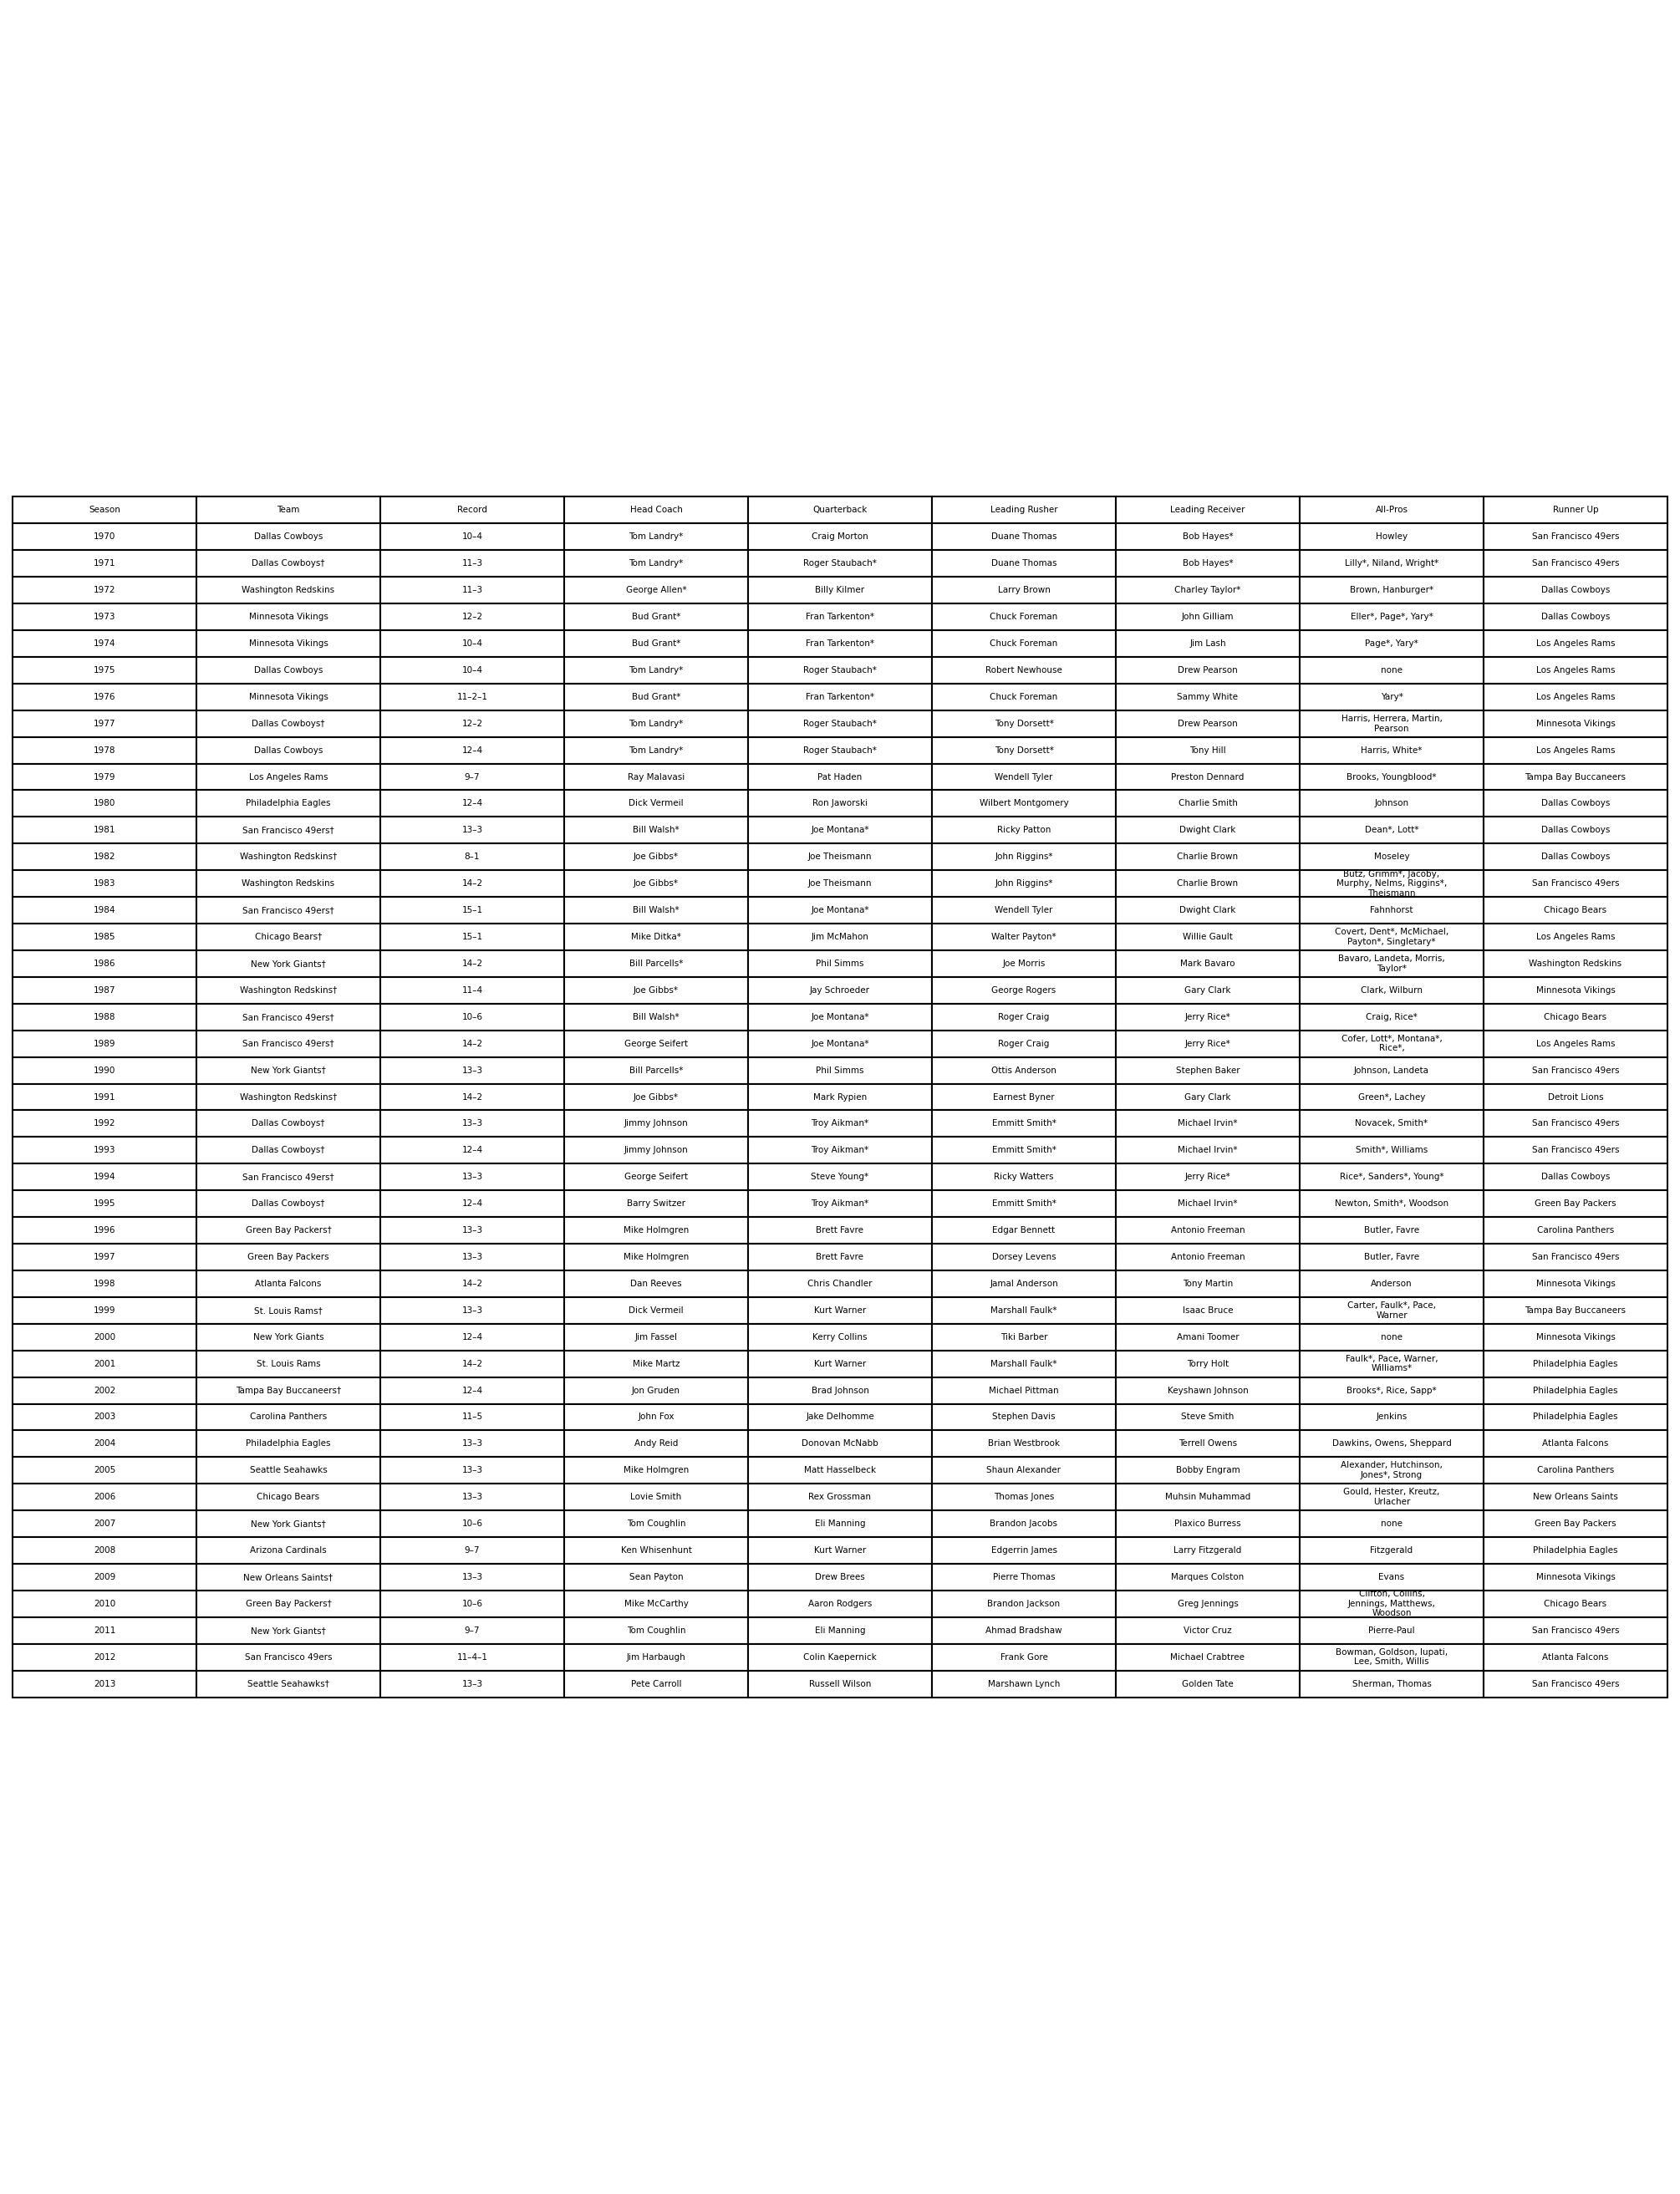 Season Team Record Head Coach Quarterback Leading Rusher Leading Receiver All-Pros Runner Up
1970 Dallas Cowboys 10–4 Tom Landry* Craig Morton Duane Thomas Bob Hayes* Howley San Francisco 49ers
1971 Dallas Cowboys† 11–3 Tom Landry* Roger Staubach* Duane Thomas Bob Hayes* Lilly*, Niland, Wright* San Francisco 49ers
1972 Washington Redskins 11–3 George Allen* Billy Kilmer Larry Brown Charley Taylor* Brown, Hanburger* Dallas Cowboys
1973 Minnesota Vikings 12–2 Bud Grant* Fran Tarkenton* Chuck Foreman John Gilliam Eller*, Page*, Yary* Dallas Cowboys
1974 Minnesota Vikings 10–4 Bud Grant* Fran Tarkenton* Chuck Foreman Jim Lash Page*, Yary* Los Angeles Rams
1975 Dallas Cowboys 10–4 Tom Landry* Roger Staubach* Robert Newhouse Drew Pearson none Los Angeles Rams
1976 Minnesota Vikings 11–2–1 Bud Grant* Fran Tarkenton* Chuck Foreman Sammy White Yary* Los Angeles Rams
1977 Dallas Cowboys† 12–2 Tom Landry* Roger Staubach* Tony Dorsett* Drew Pearson Harris, Herrera, Martin,
Pearson Minnesota Vikings
1978 Dallas Cowboys 12–4 Tom Landry* Roger Staubach* Tony Dorsett* Tony Hill Harris, White* Los Angeles Rams
1979 Los Angeles Rams 9–7 Ray Malavasi Pat Haden Wendell Tyler Preston Dennard Brooks, Youngblood* Tampa Bay Buccaneers
1980 Philadelphia Eagles 12–4 Dick Vermeil Ron Jaworski Wilbert Montgomery Charlie Smith Johnson Dallas Cowboys
1981 San Francisco 49ers† 13–3 Bill Walsh* Joe Montana* Ricky Patton Dwight Clark Dean*, Lott* Dallas Cowboys
1982 Washington Redskins† 8–1 Joe Gibbs* Joe Theismann John Riggins* Charlie Brown Moseley Dallas Cowboys
1983 Washington Redskins 14–2 Joe Gibbs* Joe Theismann John Riggins* Charlie Brown Butz, Grimm*, Jacoby,
Murphy, Nelms, Riggins*,
Theismann San Francisco 49ers
1984 San Francisco 49ers† 15–1 Bill Walsh* Joe Montana* Wendell Tyler Dwight Clark Fahnhorst Chicago Bears
1985 Chicago Bears† 15–1 Mike Ditka* Jim McMahon Walter Payton* Willie Gault Covert, Dent*, McMichael,
Payton*, Singletary* Los Angeles Rams
1986 New York Giants† 14–2 Bill Parcells* Phil Simms Joe Morris Mark Bavaro Bavaro, Landeta, Morris,
Taylor* Washington Redskins
1987 Washington Redskins† 11–4 Joe Gibbs* Jay Schroeder George Rogers Gary Clark Clark, Wilburn Minnesota Vikings
1988 San Francisco 49ers† 10–6 Bill Walsh* Joe Montana* Roger Craig Jerry Rice* Craig, Rice* Chicago Bears
1989 San Francisco 49ers† 14–2 George Seifert Joe Montana* Roger Craig Jerry Rice* Cofer, Lott*, Montana*,
Rice*, Los Angeles Rams
1990 New York Giants† 13–3 Bill Parcells* Phil Simms Ottis Anderson Stephen Baker Johnson, Landeta San Francisco 49ers
1991 Washington Redskins† 14–2 Joe Gibbs* Mark Rypien Earnest Byner Gary Clark Green*, Lachey Detroit Lions
1992 Dallas Cowboys† 13–3 Jimmy Johnson Troy Aikman* Emmitt Smith* Michael Irvin* Novacek, Smith* San Francisco 49ers
1993 Dallas Cowboys† 12–4 Jimmy Johnson Troy Aikman* Emmitt Smith* Michael Irvin* Smith*, Williams San Francisco 49ers
1994 San Francisco 49ers† 13–3 George Seifert Steve Young* Ricky Watters Jerry Rice* Rice*, Sanders*, Young* Dallas Cowboys
1995 Dallas Cowboys† 12–4 Barry Switzer Troy Aikman* Emmitt Smith* Michael Irvin* Newton, Smith*, Woodson Green Bay Packers
1996 Green Bay Packers† 13–3 Mike Holmgren Brett Favre Edgar Bennett Antonio Freeman Butler, Favre Carolina Panthers
1997 Green Bay Packers 13–3 Mike Holmgren Brett Favre Dorsey Levens Antonio Freeman Butler, Favre San Francisco 49ers
1998 Atlanta Falcons 14–2 Dan Reeves Chris Chandler Jamal Anderson Tony Martin Anderson Minnesota Vikings
1999 St. Louis Rams† 13–3 Dick Vermeil Kurt Warner Marshall Faulk* Isaac Bruce Carter, Faulk*, Pace,
Warner Tampa Bay Buccaneers
2000 New York Giants 12–4 Jim Fassel Kerry Collins Tiki Barber Amani Toomer none Minnesota Vikings
2001 St. Louis Rams 14–2 Mike Martz Kurt Warner Marshall Faulk* Torry Holt Faulk*, Pace, Warner,
Williams* Philadelphia Eagles
2002 Tampa Bay Buccaneers† 12–4 Jon Gruden Brad Johnson Michael Pittman Keyshawn Johnson Brooks*, Rice, Sapp* Philadelphia Eagles
2003 Carolina Panthers 11–5 John Fox Jake Delhomme Stephen Davis Steve Smith Jenkins Philadelphia Eagles
2004 Philadelphia Eagles 13–3 Andy Reid Donovan McNabb Brian Westbrook Terrell Owens Dawkins, Owens, Sheppard Atlanta Falcons
2005 Seattle Seahawks 13–3 Mike Holmgren Matt Hasselbeck Shaun Alexander Bobby Engram Alexander, Hutchinson,
Jones*, Strong Carolina Panthers
2006 Chicago Bears 13–3 Lovie Smith Rex Grossman Thomas Jones Muhsin Muhammad Gould, Hester, Kreutz,
Urlacher New Orleans Saints
2007 New York Giants† 10–6 Tom Coughlin Eli Manning Brandon Jacobs Plaxico Burress none Green Bay Packers
2008 Arizona Cardinals 9–7 Ken Whisenhunt Kurt Warner Edgerrin James Larry Fitzgerald Fitzgerald Philadelphia Eagles
2009 New Orleans Saints† 13–3 Sean Payton Drew Brees Pierre Thomas Marques Colston Evans Minnesota Vikings
2010 Green Bay Packers† 10–6 Mike McCarthy Aaron Rodgers Brandon Jackson Greg Jennings Clifton, Collins,
Jennings, Matthews,
Woodson Chicago Bears
2011 New York Giants† 9–7 Tom Coughlin Eli Manning Ahmad Bradshaw Victor Cruz Pierre-Paul San Francisco 49ers
2012 San Francisco 49ers 11–4–1 Jim Harbaugh Colin Kaepernick Frank Gore Michael Crabtree Bowman, Goldson, Iupati,
Lee, Smith, Willis Atlanta Falcons
2013 Seattle Seahawks† 13–3 Pete Carroll Russell Wilson Marshawn Lynch Golden Tate Sherman, Thomas San Francisco 49ers